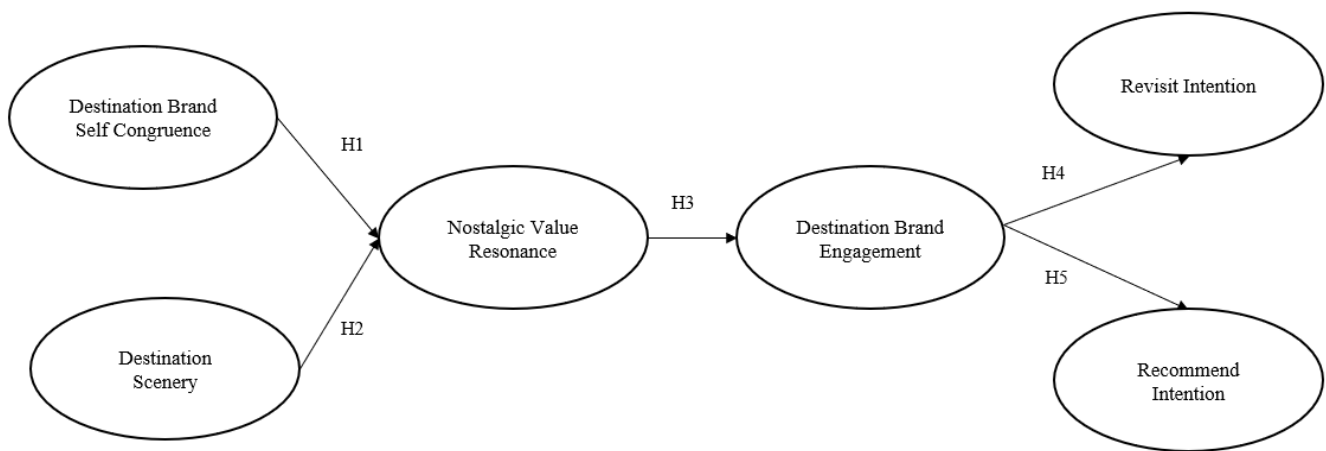 Destination Brand
Self Congruence
H1
Destination
Scenery
H2
Nostalgic Value
Resonance
H3
Destination Brand
Engagement
H4
Revisit Intention
H5
Recommend
Intention